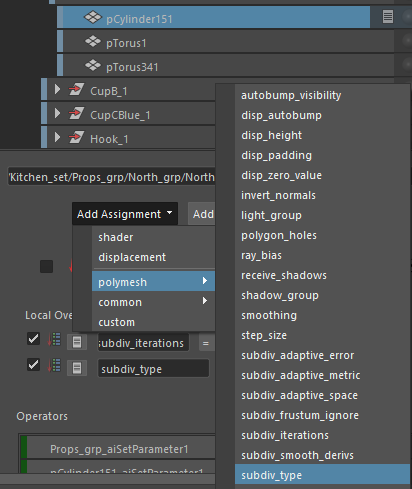 pCylinder151
pTorus1
pTorus341
CupB_1
CupCBlue_1
Hook_1
/Kitchen_set/Props_grp/North_grp/North
Add Assignment
Add
shader
displacement
polymesh
common
custom
autobump_visibility
disp_autobump
disp_height
disp_padding
disp_zero_value
invert_normals
light_group
polygon_holes
ray_bias
receive_shadows
shadow_group
smoothing
step_size
subdiv_adaptive_error
subdiv_adaptive_metric
subdiv_adaptive_space
subdiv_frustum_ignore
subdiv_iterations
subdiv_smooth_derivs
subdiv_type
Local Ove
subdiv_iterations =
subdiv_type
Operators
Props_grp_aiSetParameter1
pCylinder151_aiSetParameter1